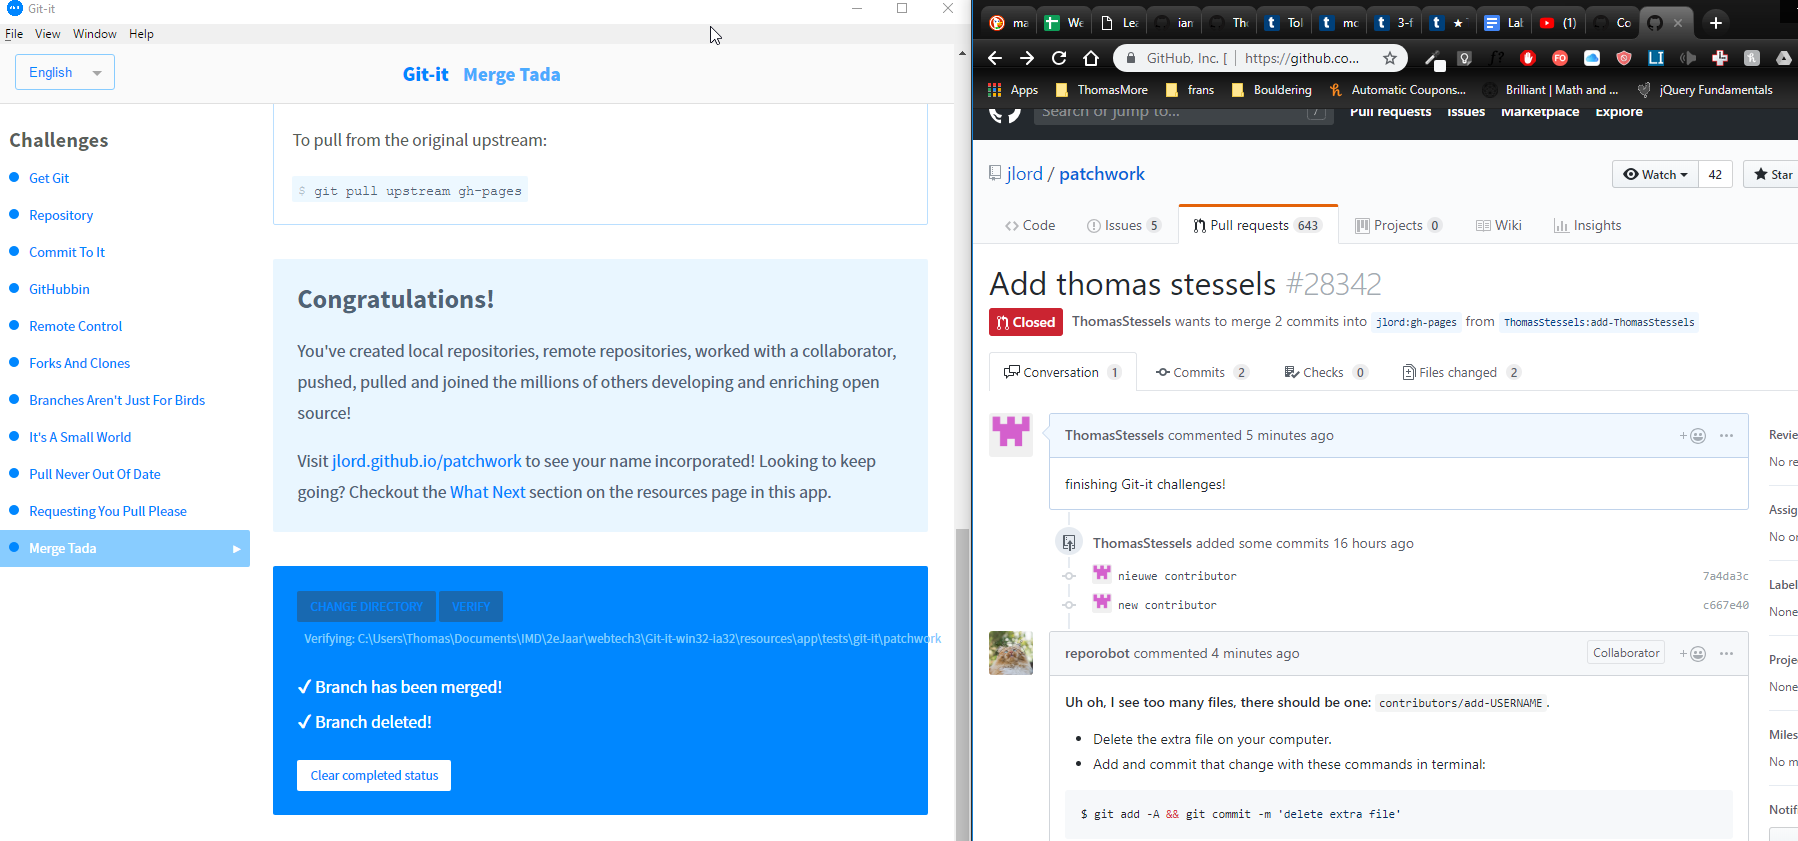 Git-it
File View Window Help
English
Git-it Merge Tada
Challenges
Get Git
Repository
Commit To It
GitHubbin
Remote Control
Forks And Clones
Branches Aren't Just For Birds
It's A Small World
Pull Never Out Of Date
Requesting You Pull Please
Merge Tada
To pull from the original upstream:
$ git pull upstream gh-pages
Congratulations!
You've created local repositories, remote repositories, worked with a collaborator,
pushed, pulled and joined the millions of others developing and enriching open
source!
Visit jlord.github.io/patchwork to see your name incorporated! Looking to keep
going? Checkout the What Next section on the resources page in this app.
CHANGE DIRECTORY VERIFY
Verifying: C:\Users\Thomas\Documents\IMD\2eJaar\webtech3\Git-it-win32-ia32\resources\app\tests\git-it\patchwork
✓ Branch has been merged!
✓ Branch deleted!
Clear completed status
ma We Lea ian Tho Tol mc 3-f ★ Lal (1) Co
GitHub, Inc. [ | https://github.co...
Apps ThomasMore frans Bouldering Automatic Coupons... Brilliant | Math and ... jQuery Fundamentals
Search or jump to... / Pull requests Issues Marketplace Explore
jlord / patchwork
Watch 42 Star
Code Issues 5 Pull requests 643 Projects 0 Wiki Insights
Add thomas stessels #28342
Closed ThomasStessels wants to merge 2 commits into jlord:gh-pages from ThomasStessels:add-ThomasStessels
Conversation 1 Commits 2 Checks 0 Files changed 2
ThomasStessels commented 5 minutes ago
finishing Git-it challenges!
ThomasStessels added some commits 16 hours ago
nieuwe contributor 7a4da3c
new contributor c667e40
reporobot commented 4 minutes ago Collaborator
Uh oh, I see too many files, there should be one: contributors/add-USERNAME.
Delete the extra file on your computer.
Add and commit that change with these commands in terminal:
$ git add -A && git commit -m 'delete extra file'
Revie
No re
Assig
No o
Label
None
Proje
None
Miles
No m
Notif